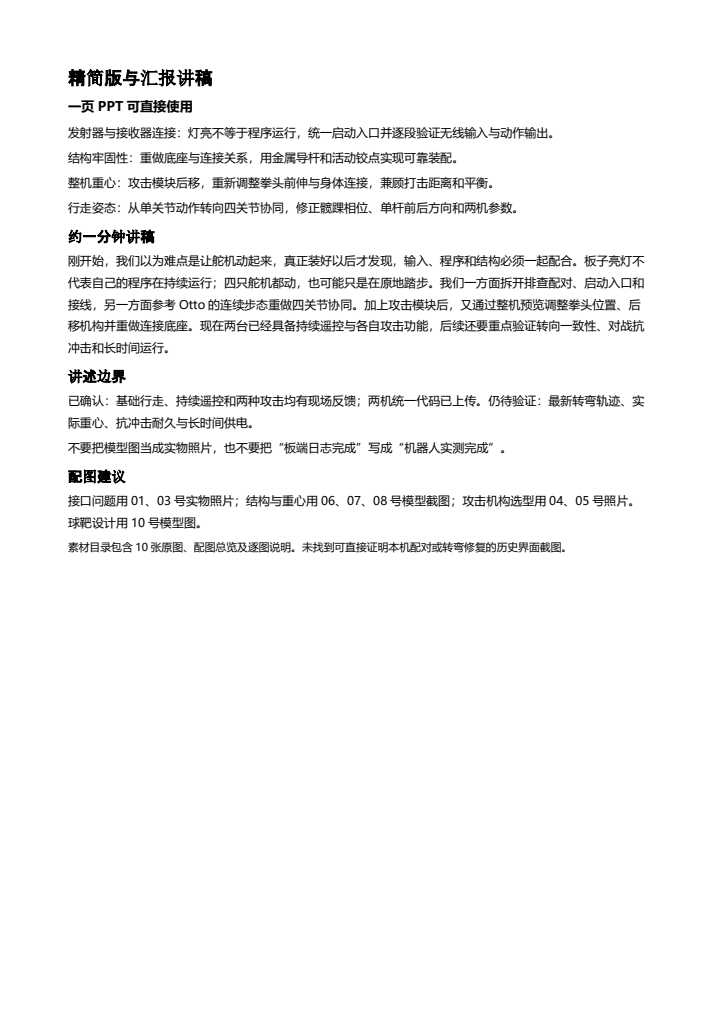 精简版与汇报讲稿
一页 PPT 可直接使用
发射器与接收器连接：灯亮不等于程序运行，统一启动入口并逐段验证无线输入与动作输出。
结构牢固性：重做底座与连接关系，用金属导杆和活动铰点实现可靠装配。
整机重心：攻击模块后移，重新调整拳头前伸与身体连接，兼顾打击距离和平衡。
行走姿态：从单关节动作转向四关节协同，修正髋踝相位、单杆前后方向和两机参数。
约一分钟讲稿
刚开始，我们以为难点是让舵机动起来，真正装好以后才发现，输入、程序和结构必须一起配合。板子亮灯不
代表自己的程序在持续运行；四只舵机都动，也可能只是在原地踏步。我们一方面拆开排查配对、启动入口和
接线，另一方面参考 Otto 的连续步态重做四关节协同。加上攻击模块后，又通过整机预览调整拳头位置、后
移机构并重做连接底座。现在两台已经具备持续遥控与各自攻击功能，后续还要重点验证转向一致性、对战抗
冲击和长时间运行。
讲述边界
已确认：基础行走、持续遥控和两种攻击均有现场反馈；两机统一代码已上传。仍待验证：最新转弯轨迹、实
际重心、抗冲击耐久与长时间供电。
不要把模型图当成实物照片，也不要把“板端日志完成”写成“机器人实测完成”。
配图建议
接口问题用 01、03 号实物照片；结构与重心用 06、07、08 号模型截图；攻击机构选型用 04、05 号照片。
球靶设计用 10 号模型图。
素材目录包含 10 张原图、配图总览及逐图说明。未找到可直接证明本机配对或转弯修复的历史界面截图。